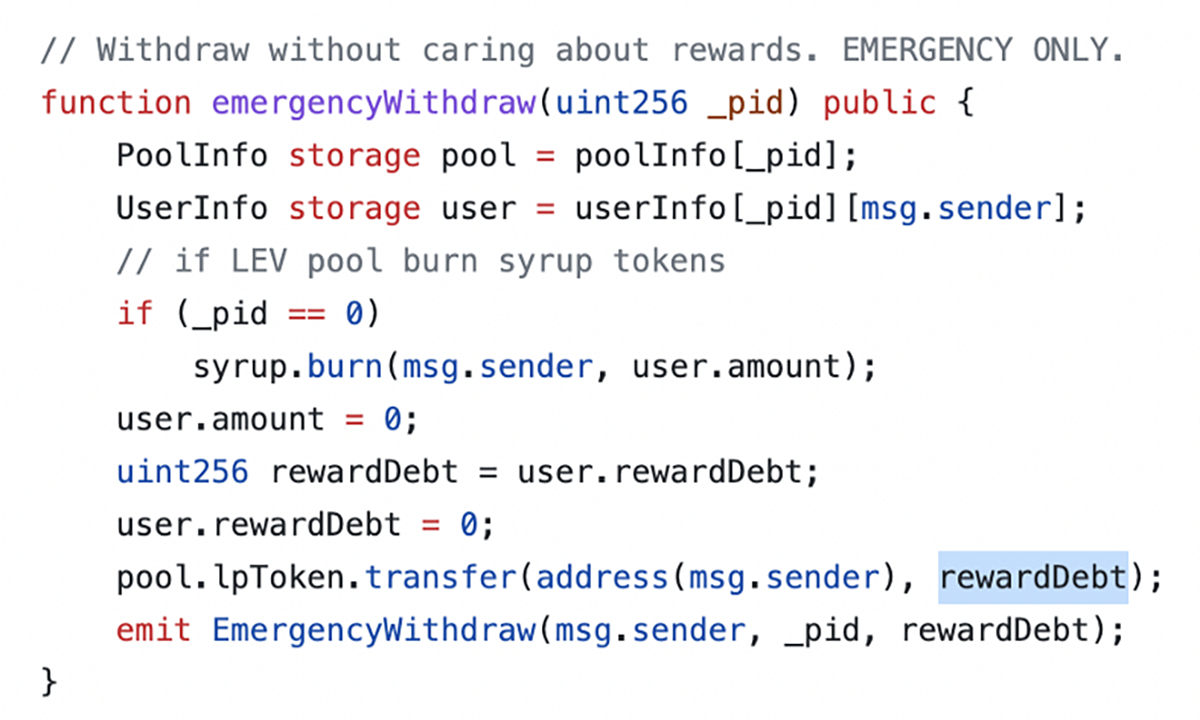 // Withdraw without caring about rewards. EMERGENCY ONLY.
function emergencyWithdraw(uint256 _pid) public {
    PoolInfo storage pool = poolInfo[_pid];
    UserInfo storage user = userInfo[_pid][msg.sender];
    // if LEV pool burn syrup tokens
    if (_pid == 0)
        syrup.burn(msg.sender, user.amount);
    user.amount = 0;
    uint256 rewardDebt = user.rewardDebt;
    user.rewardDebt = 0;
    pool.lpToken.transfer(address(msg.sender), rewardDebt);
    emit EmergencyWithdraw(msg.sender, _pid, rewardDebt);
}